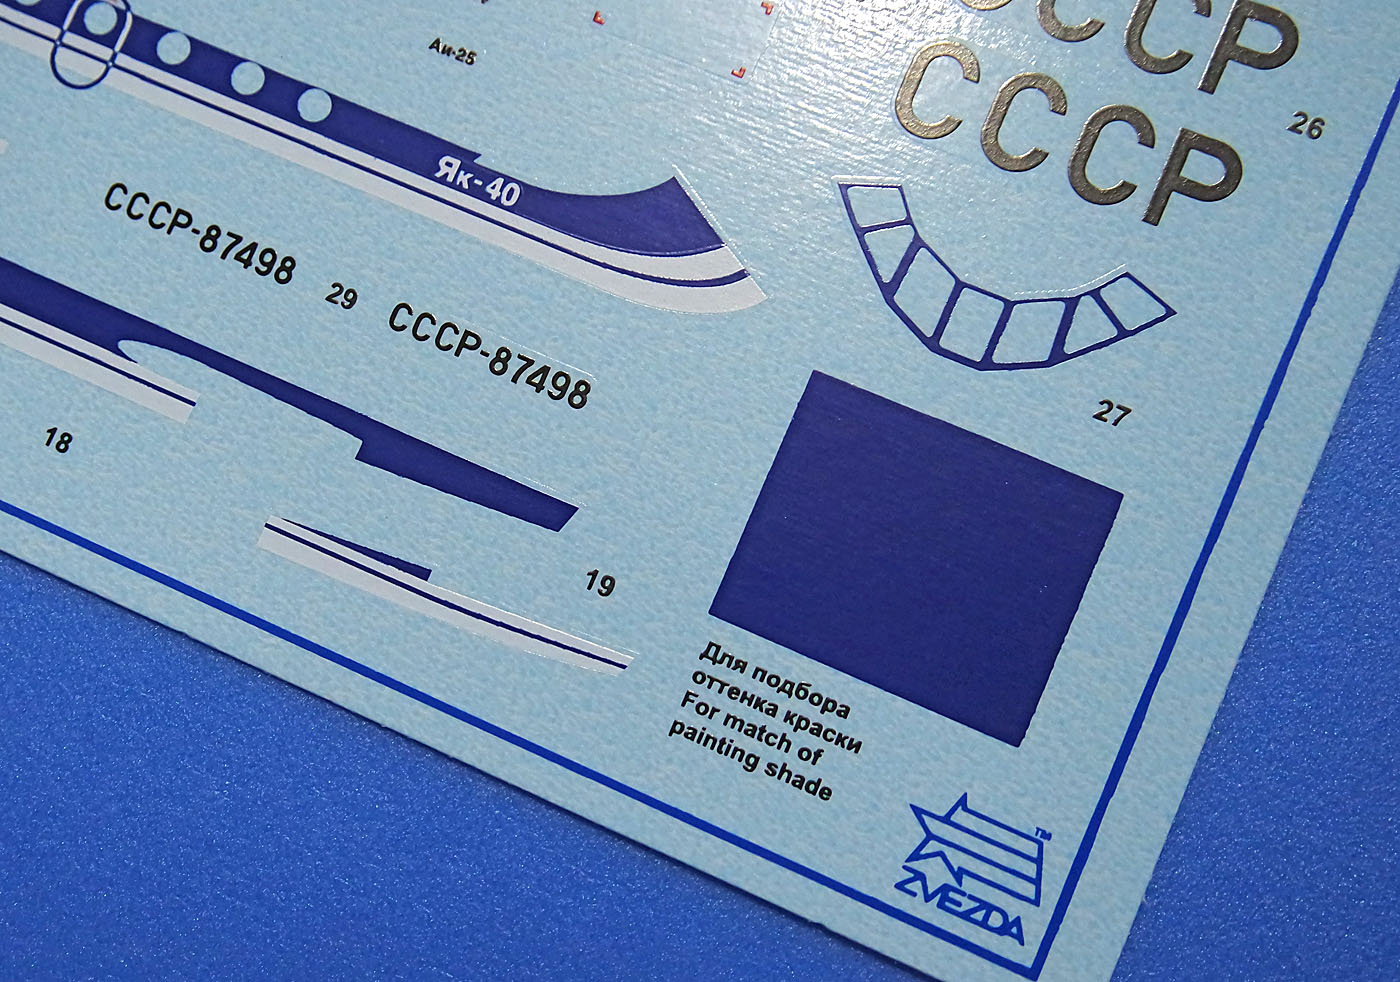 СССР
Аи-25
СССР
26
Як-40
СССР-87498
29
СССР-87498
27
18
19
Для подбора
оттенка краски
For match of
painting shade
TM
ZVEZDA